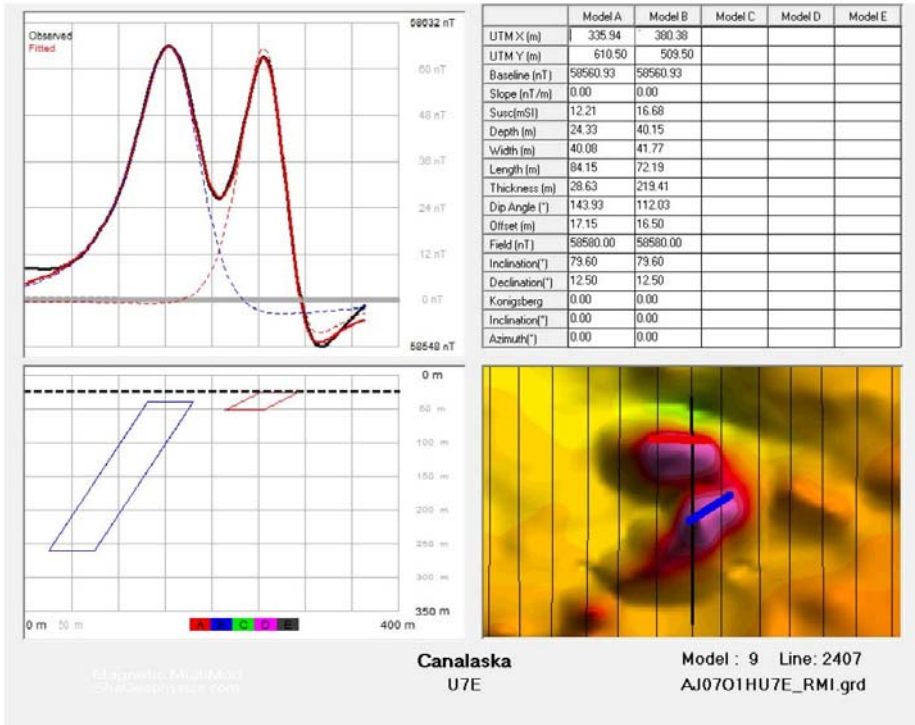 58632 nT
Observed
Fitted
60 nT
48 nT
36 nT
24 nT
12 nT
0 nT
58548 nT
Model A Model B Model C Model D Model E
UTM X (m) 335.94 380.38
UTM Y (m) 610.50 509.50
Baseline (nT) 58560.93 58560.93
Slope (nT/m) 0.00 0.00
Susc(mSI) 12.21 16.68
Depth (m) 24.33 40.15
Width (m) 40.08 41.77
Length (m) 84.15 72.19
Thickness (m) 28.63 219.41
Dip Angle (°) 143.93 112.03
Offset (m) 17.15 16.50
Field (nT) 58580.00 58580.00
Inclination(°) 79.60 79.60
Declination(°) 12.50 12.50
Konigsberg 0.00 0.00
Inclination(°) 0.00 0.00
Azimuth(°) 0.00 0.00
0 m
50 m
100 m
150 m
200 m
250 m
300 m
350 m
0 m 50 m A B C D E 400 m
Magnetic MultiMod
ShaGeophysics.com
Canalaska
U7E
Model : 9 Line: 2407
AJ07O1HU7E_RMI.grd